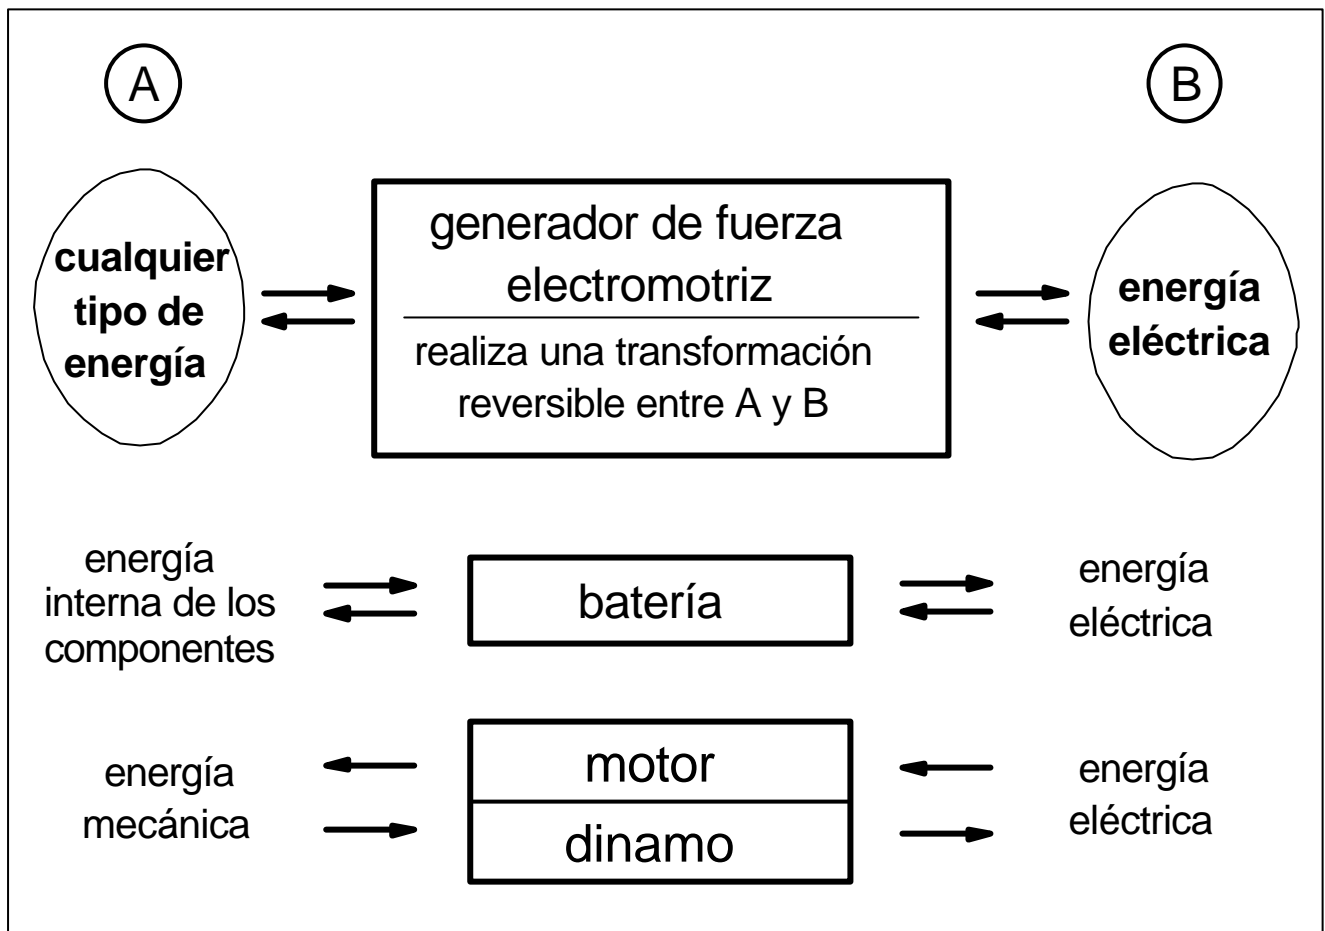 A
B
cualquier
tipo de
energía
generador de fuerza
electromotriz
realiza una transformación
reversible entre A y B
energía
eléctrica
energía
interna de los
componentes
batería
energía
eléctrica
energía
mecánica
motor
dinamo
energía
eléctrica